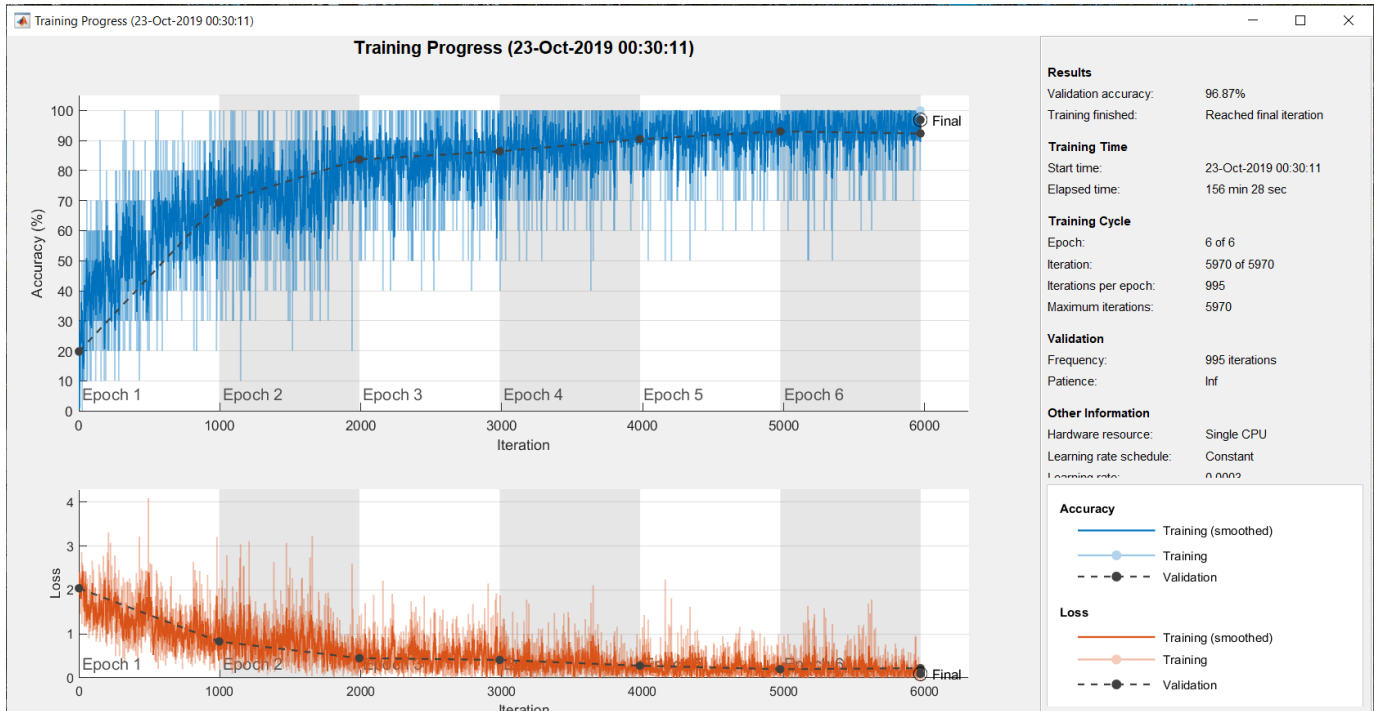 Training Progress (23-Oct-2019 00:30:11)
Training Progress (23-Oct-2019 00:30:11)
Accuracy (%)
100
90
80
70
60
50
40
30
20
10
0
Final
Epoch 1 Epoch 2 Epoch 3 Epoch 4 Epoch 5 Epoch 6
0 1000 2000 3000 4000 5000 6000
Iteration
Loss
4
3
2
1
0
Epoch 1 Epoch 2
Final
0 1000 2000 3000 4000 5000 6000
Iteration
Results
Validation accuracy: 96.87%
Training finished: Reached final iteration
Training Time
Start time: 23-Oct-2019 00:30:11
Elapsed time: 156 min 28 sec
Training Cycle
Epoch: 6 of 6
Iteration: 5970 of 5970
Iterations per epoch: 995
Maximum iterations: 5970
Validation
Frequency: 995 iterations
Patience: Inf
Other Information
Hardware resource: Single CPU
Learning rate schedule: Constant
Learning rate: 0.0003
Accuracy
Training (smoothed)
Training
Validation
Loss
Training (smoothed)
Training
Validation